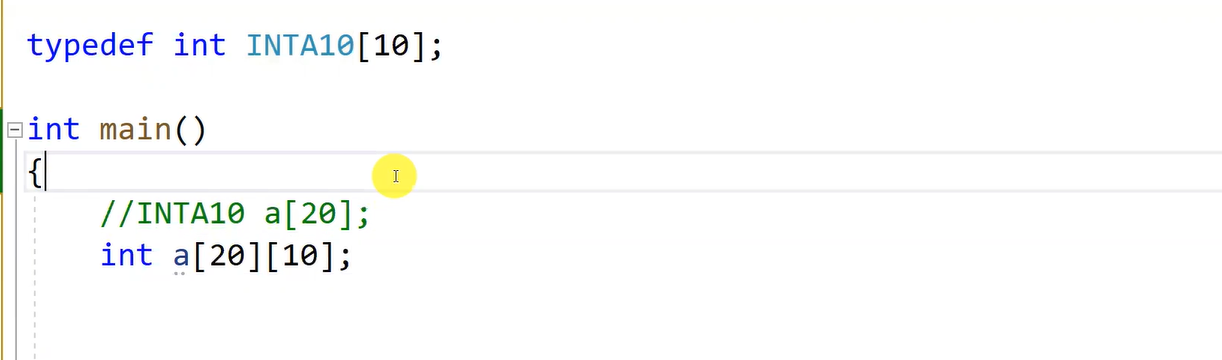 typedef int INTA10[10];
int main()
{
//INTA10 a[20];
int a[20][10];